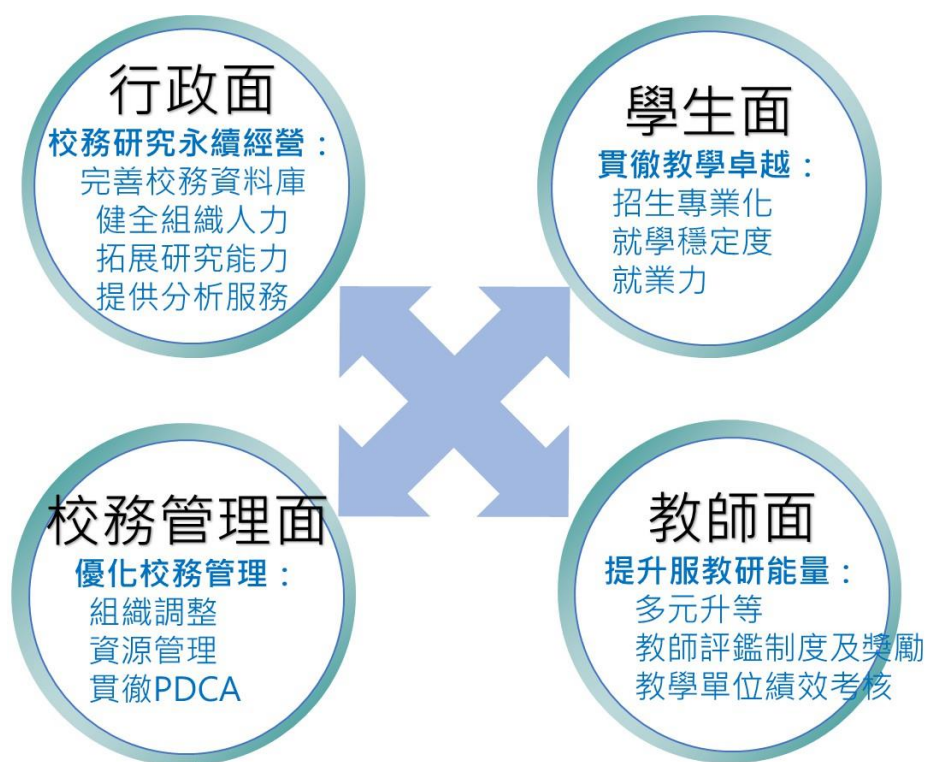 行政面
校務研究永續經營：
完善校務資料庫
健全組織人力
拓展研究能力
提供分析服務
學生面
貫徹教學卓越：
招生專業化
就學穩定度
就業力
校務管理面
優化校務管理：
組織調整
資源管理
貫徹PDCA
教師面
提升服教研能量：
多元升等
教師評鑑制度及獎勵
教學單位績效考核